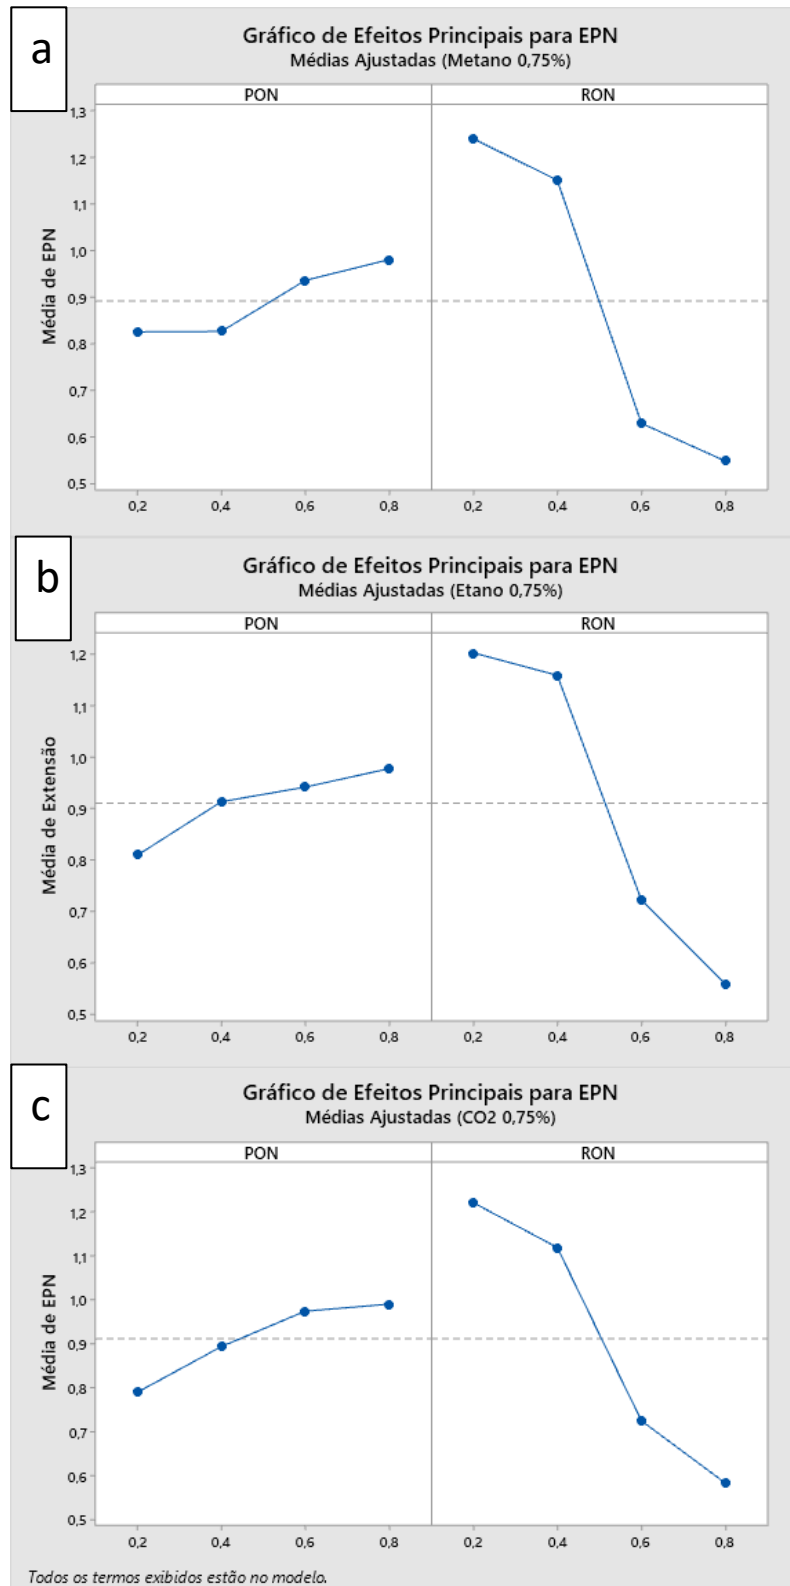 a
Gráfico de Efeitos Principais para EPN
Médias Ajustadas (Metano 0,75%)
PON RON
Média de EPN
1,3
1,2
1,1
1,0
0,9
0,8
0,7
0,6
0,5
0,2 0,4 0,6 0,8 0,2 0,4 0,6 0,8
b
Gráfico de Efeitos Principais para EPN
Médias Ajustadas (Etano 0,75%)
PON RON
Média de Extensão
1,2
1,1
1,0
0,9
0,8
0,7
0,6
0,5
0,2 0,4 0,6 0,8 0,2 0,4 0,6 0,8
c
Gráfico de Efeitos Principais para EPN
Médias Ajustadas (CO2 0,75%)
PON RON
Média de EPN
1,3
1,2
1,1
1,0
0,9
0,8
0,7
0,6
0,5
0,2 0,4 0,6 0,8 0,2 0,4 0,6 0,8
Todos os termos exibidos estão no modelo.